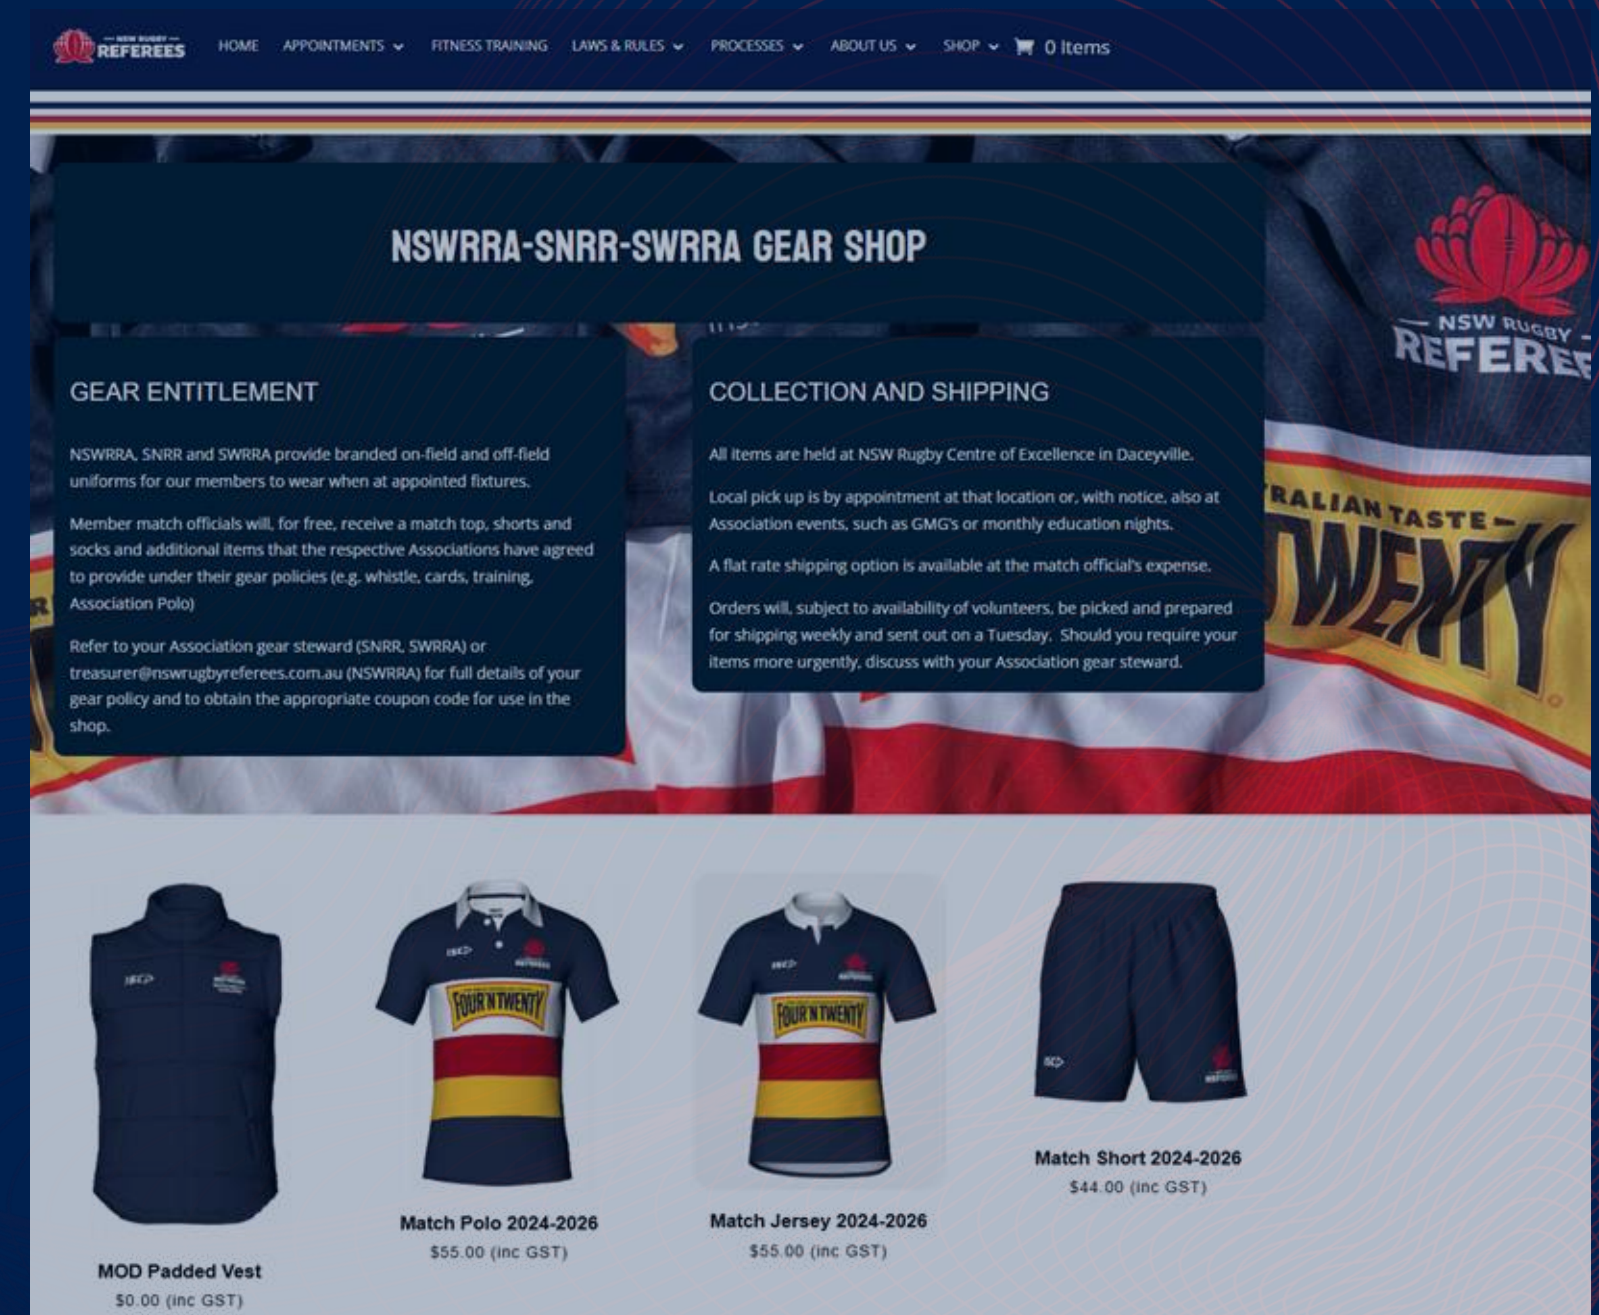 NSW RUGBY
REFEREES
HOME
APPOINTMENTS
FITNESS TRAINING
LAWS & RULES
PROCESSES
ABOUT US
SHOP
0 Items
NSWRRA-SNRR-SWRRA GEAR SHOP
NSW RUGBY
REFEREE
GEAR ENTITLEMENT
NSWRRA, SNRR and SWRRA provide branded on-field and off-field
uniforms for our members to wear when at appointed fixtures.
Member match officials will, for free, receive a match top, shorts and
socks and additional items that the respective Associations have agreed
to provide under their gear policies (e.g. whistle, cards, training,
Association Polo)
Refer to your Association gear steward (SNRR, SWRRA) or
treasurer@nswrugbyreferees.com.au (NSWRRA) for full details of your
gear policy and to obtain the appropriate coupon code for use in the
shop.
COLLECTION AND SHIPPING
All items are held at NSW Rugby Centre of Excellence in Daceyville.
Local pick up is by appointment at that location or, with notice, also at
Association events, such as GMG's or monthly education nights.
A flat rate shipping option is available at the match official's expense.
Orders will, subject to availability of volunteers, be picked and prepared
for shipping weekly and sent out on a Tuesday.  Should you require your
items more urgently, discuss with your Association gear steward.
RALIAN TASTE
TWENTY
ISC
ISC
REFEREES
FOUR'N TWENTY
ISC
REFEREES
FOUR'N TWENTY
ISC
REFEREES
MOD Padded Vest
$0.00 (inc GST)
Match Polo 2024-2026
$55.00 (inc GST)
Match Jersey 2024-2026
$55.00 (inc GST)
Match Short 2024-2026
$44.00 (inc GST)